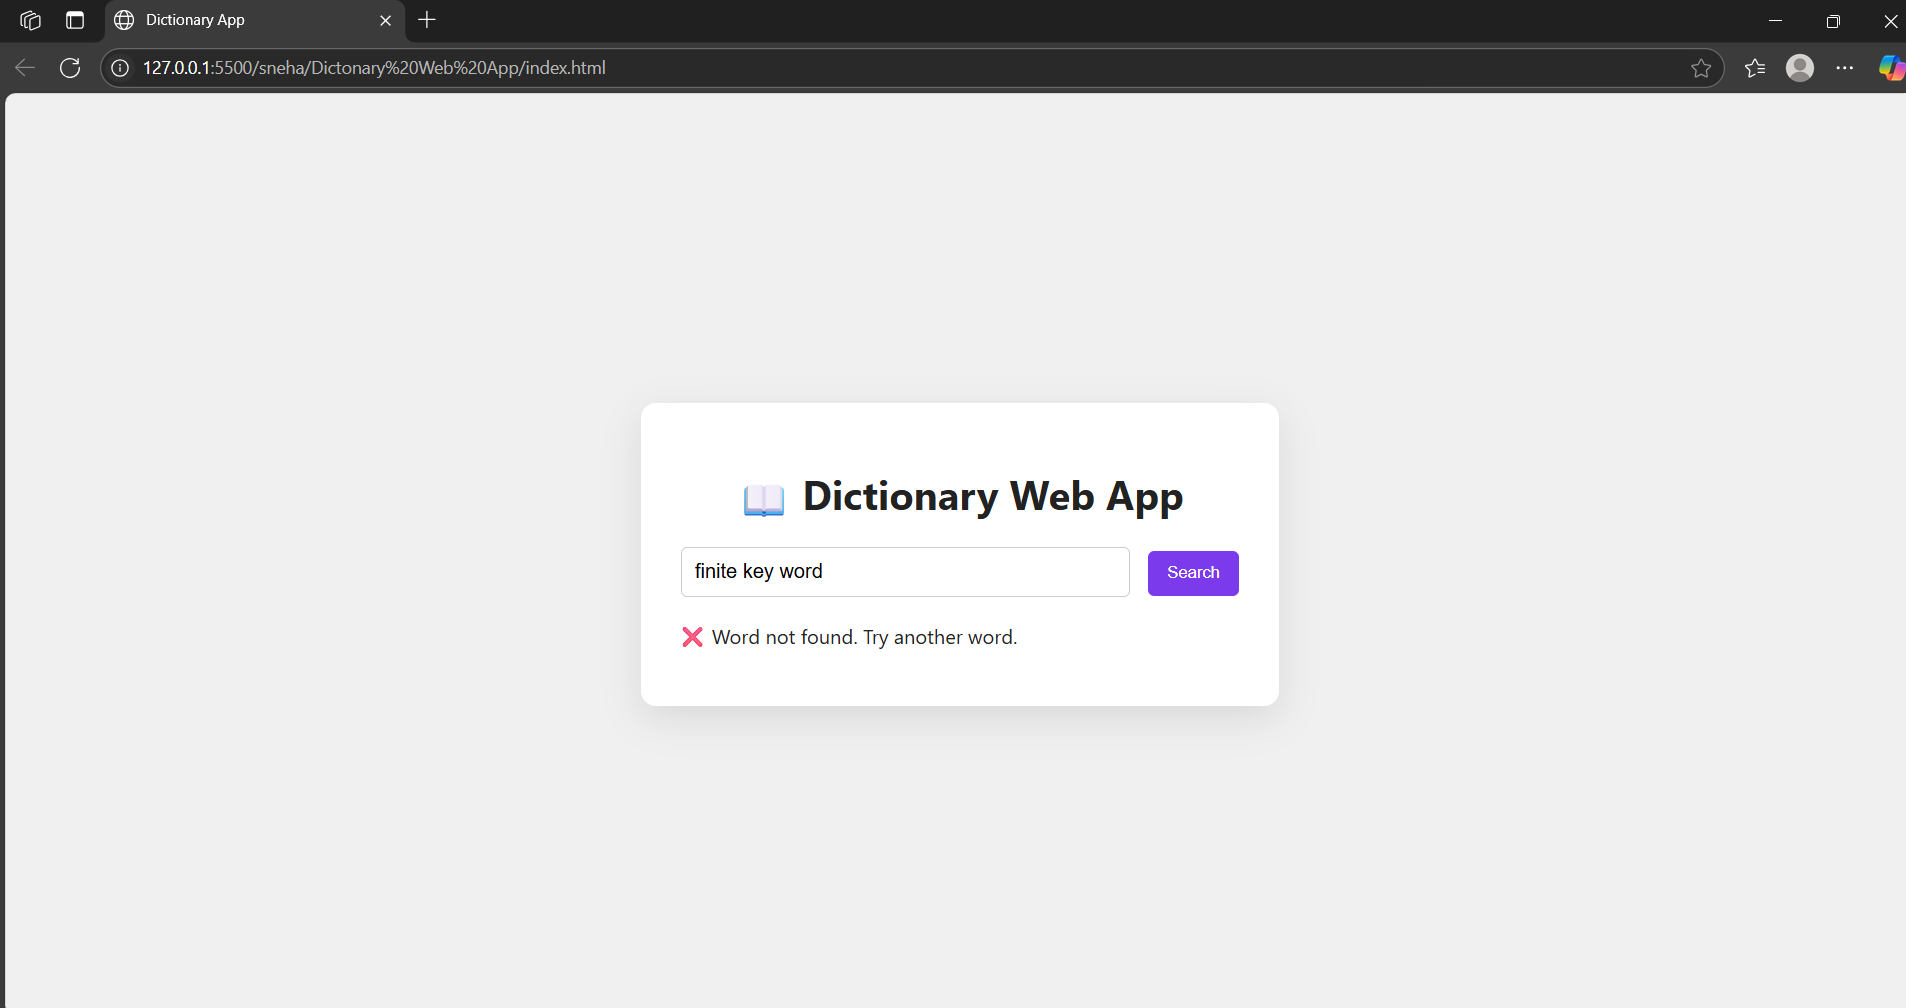 Dictionary App
127.0.0.1:5500/sneha/Dictonary%20Web%20App/index.html
📖 Dictionary Web App
finite key word
Search
❌ Word not found. Try another word.